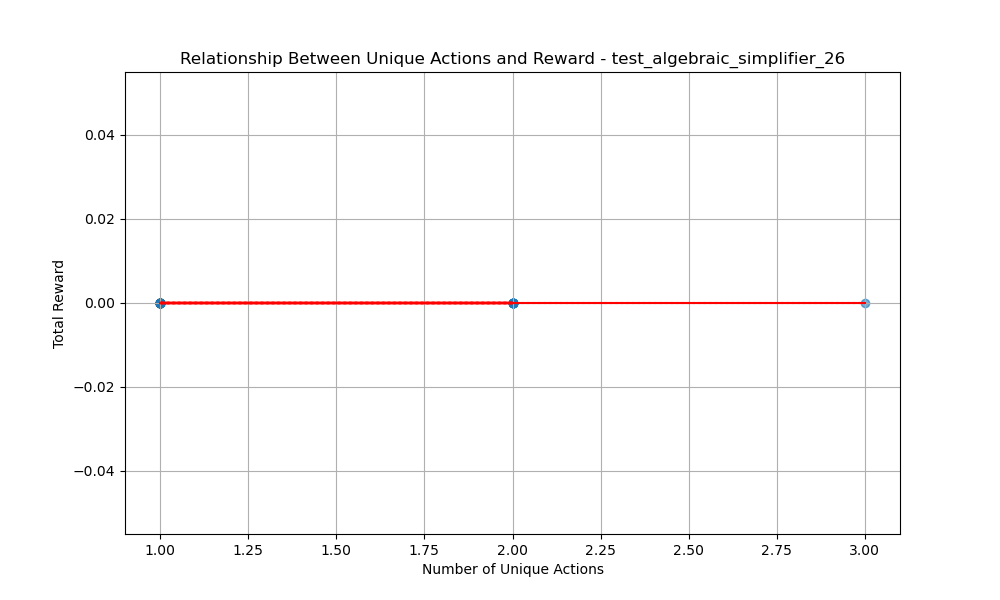 Relationship Between Unique Actions and Reward - test_algebraic_simplifier_26
Total Reward
0.04
0.02
0.00
−0.02
−0.04
1.00 1.25 1.50 1.75 2.00 2.25 2.50 2.75 3.00
Number of Unique Actions